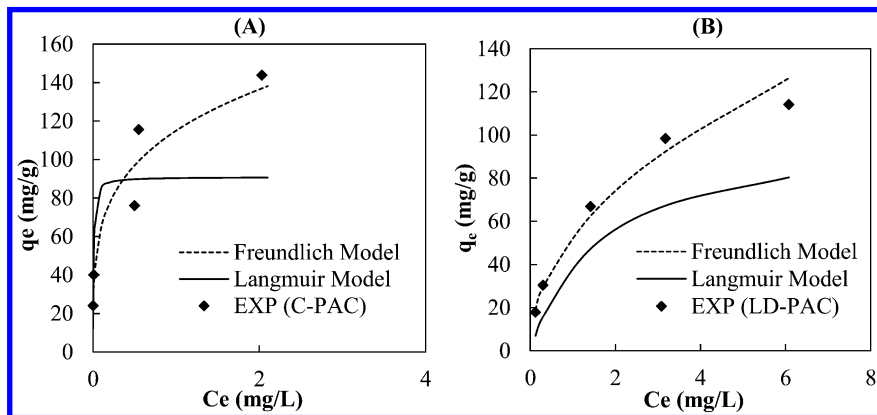 (A)
160
140
120
100
80
60
40
20
0
qe (mg/g)
Freundlich Model
Langmuir Model
EXP (C-PAC)
0
2
4
Ce (mg/L)
(B)
140
120
100
80
60
40
20
0
qe (mg/g)
Freundlich Model
Langmuir Model
EXP (LD-PAC)
0
2
4
6
8
Ce (mg/L)